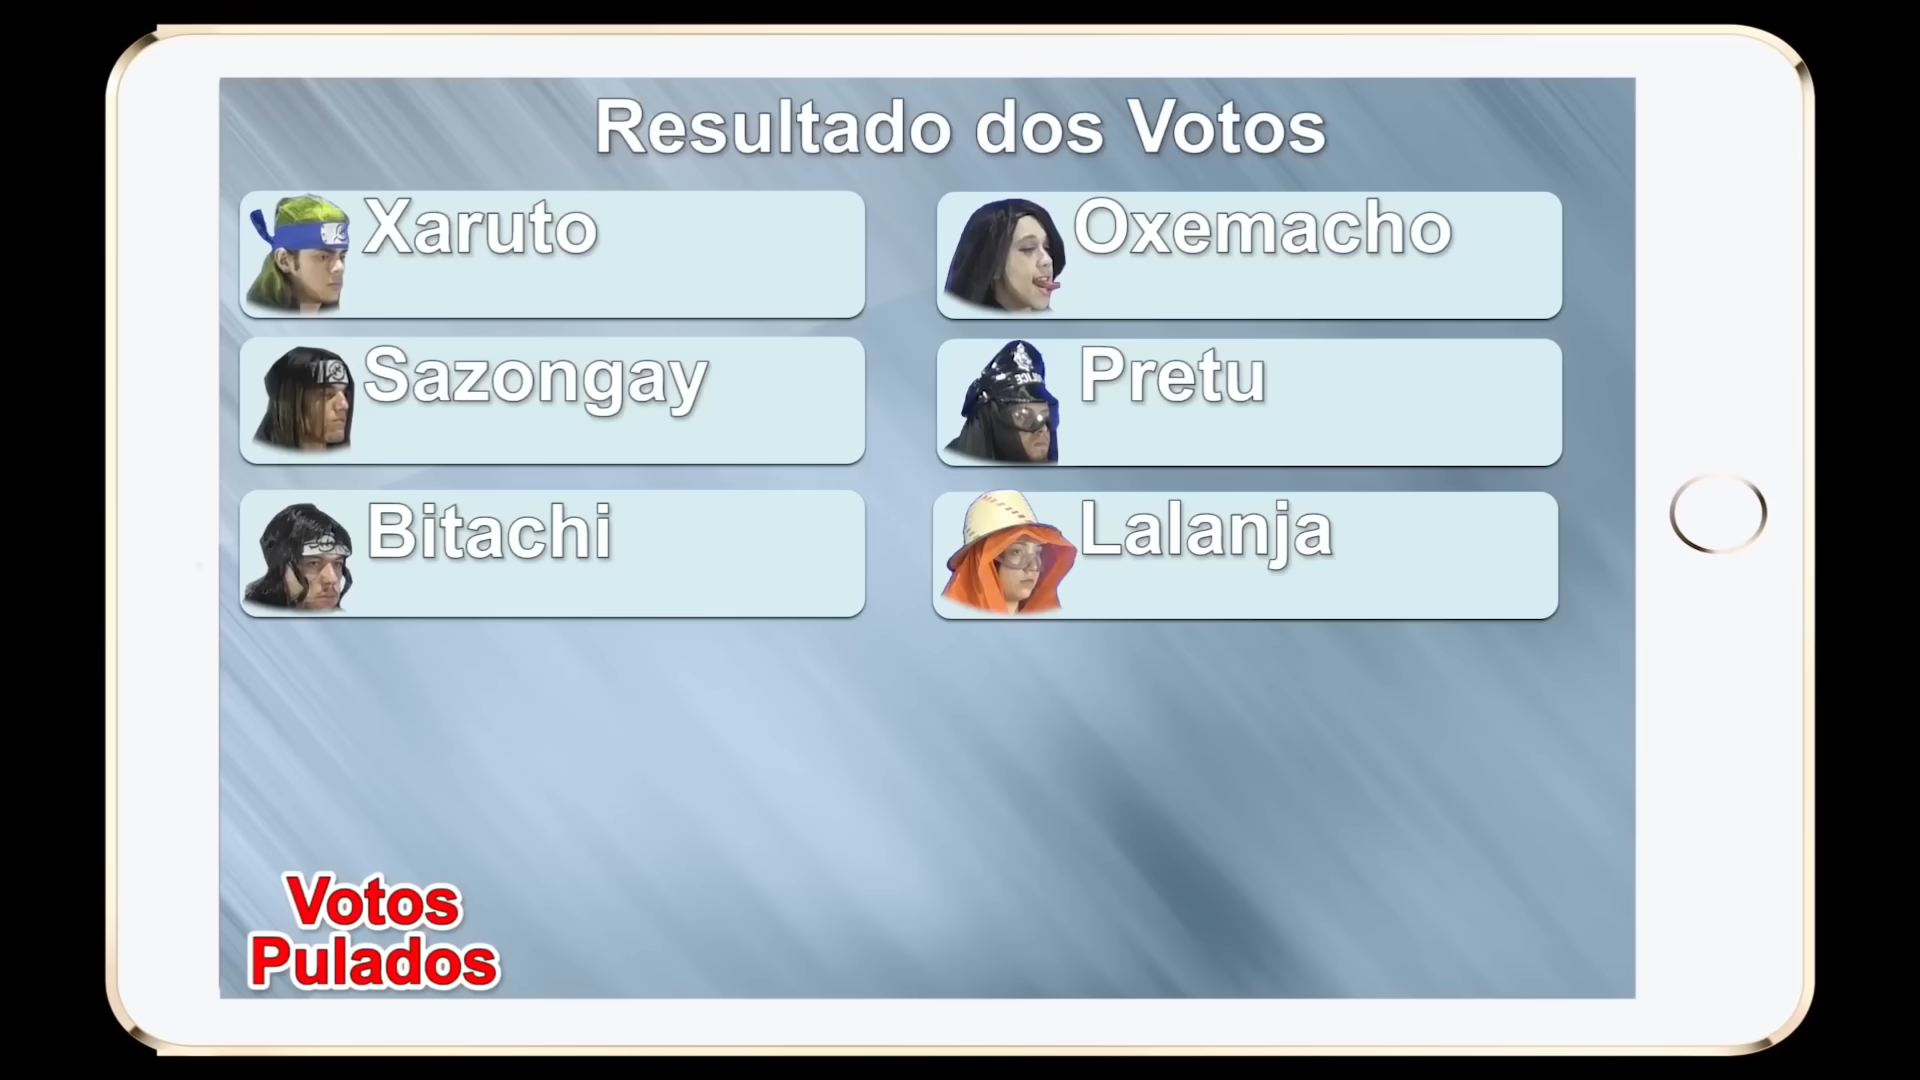 Resultado dos Votos
Xaruto
Oxemacho
Sazongay
Pretu
Bitachi
Lalanja
Votos
Pulados